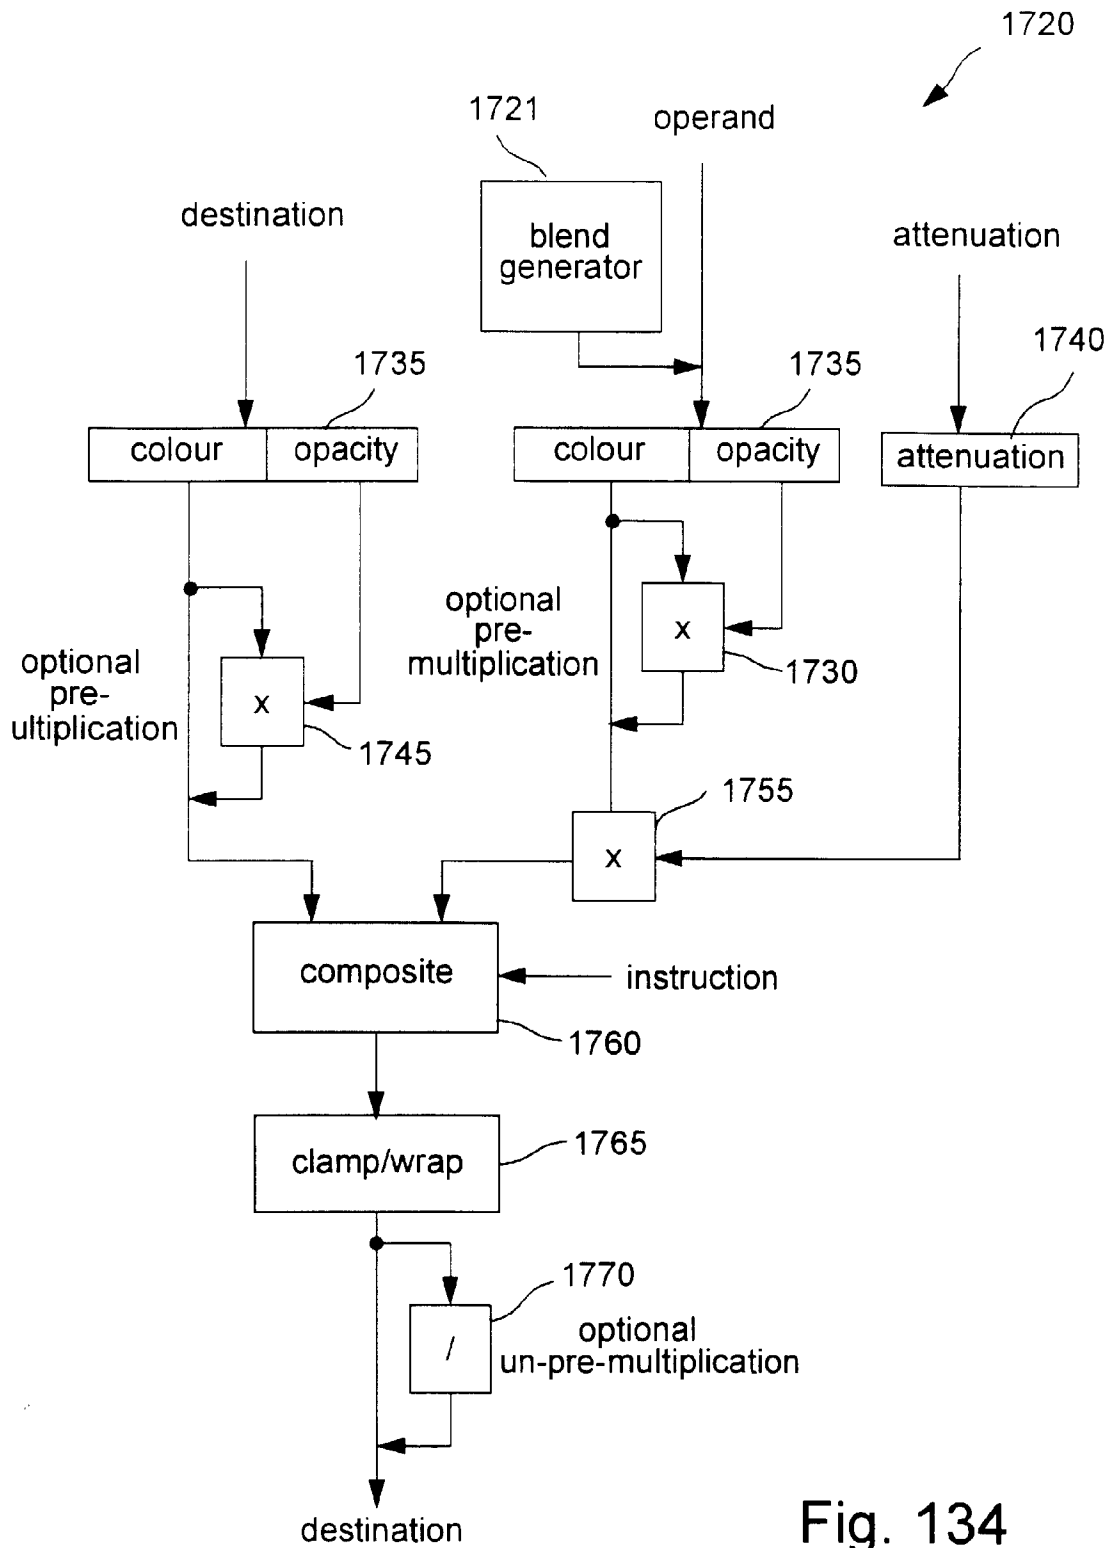 1720
1721
operand
destination
blend
generator
attenuation
1735
1735
1740
colour
opacity
colour
opacity
attenuation
optional
pre-
multiplication
x
1730
optional
pre-
ultiplication
x
1745
1755
x
composite
instruction
1760
clamp/wrap
1765
1770
/
optional
un-pre-multiplication
destination
Fig. 134